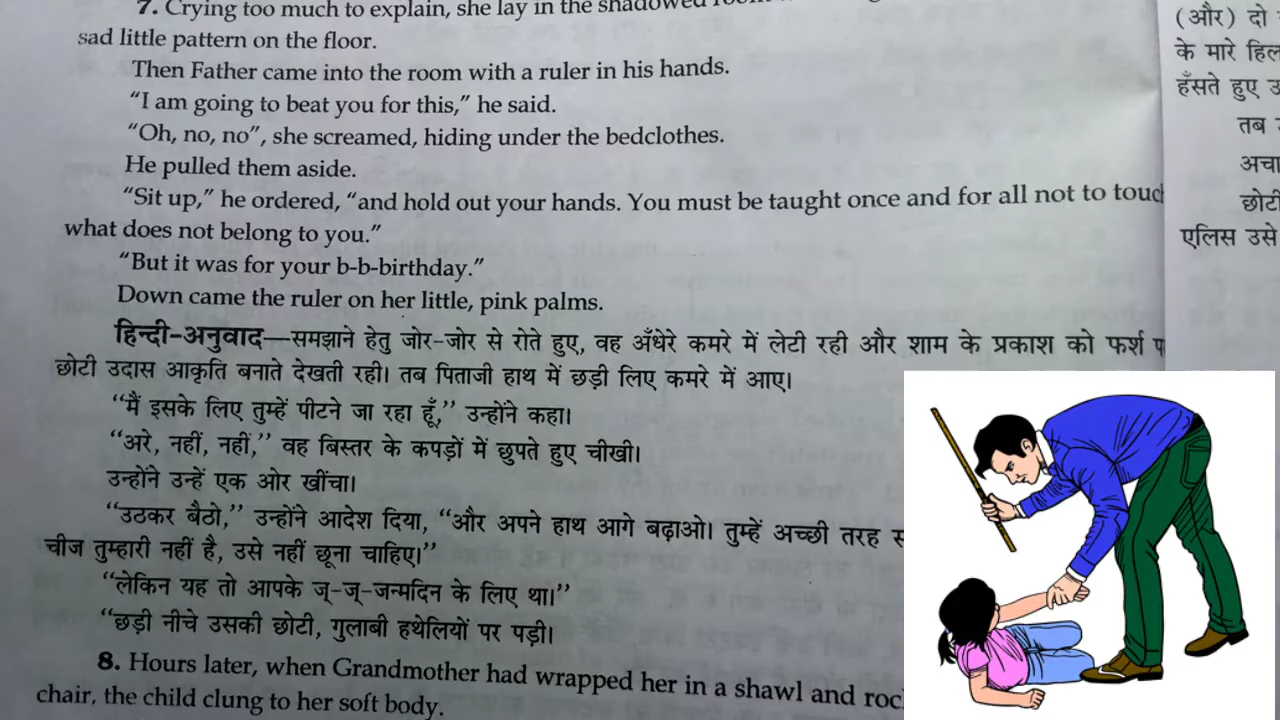 7. Crying too much to explain, she lay in the shadowed
sad little pattern on the floor.
Then Father came into the room with a ruler in his hands.
“I am going to beat you for this,” he said.
“Oh, no, no”, she screamed, hiding under the bedclothes.
He pulled them aside.
“Sit up,” he ordered, “and hold out your hands. You must be taught once and for all not to touch
what does not belong to you.”
“But it was for your b-b-birthday.”
Down came the ruler on her little, pink palms.
हिन्दी-अनुवाद—समझाने हेतु जोर-जोर से रोते हुए, वह अँधेरे कमरे में लेटी रही और शाम के प्रकाश को फर्श
छोटी उदास आकृति बनाते देखती रही। तब पिताजी हाथ में छड़ी लिए कमरे में आए।
“मैं इसके लिए तुम्हें पीटने जा रहा हूँ,” उन्होंने कहा।
“अरे, नहीं, नहीं,” वह बिस्तर के कपड़ों में छुपते हुए चीखी।
उन्होंने उन्हें एक ओर खींचा।
“उठकर बैठो,” उन्होंने आदेश दिया, “और अपने हाथ आगे बढ़ाओ। तुम्हें अच्छी तरह
चीज तुम्हारी नहीं है, उसे नहीं छूना चाहिए।”
“लेकिन यह तो आपके ज्-ज्-जन्मदिन के लिए था।”
“छड़ी नीचे उसकी छोटी, गुलाबी हथेलियों पर पड़ी।
8. Hours later, when Grandmother had wrapped her in a shawl and
chair, the child clung to her soft body.
(और) दो
के मारे
हँसते हुए
तब
एलिस उसे